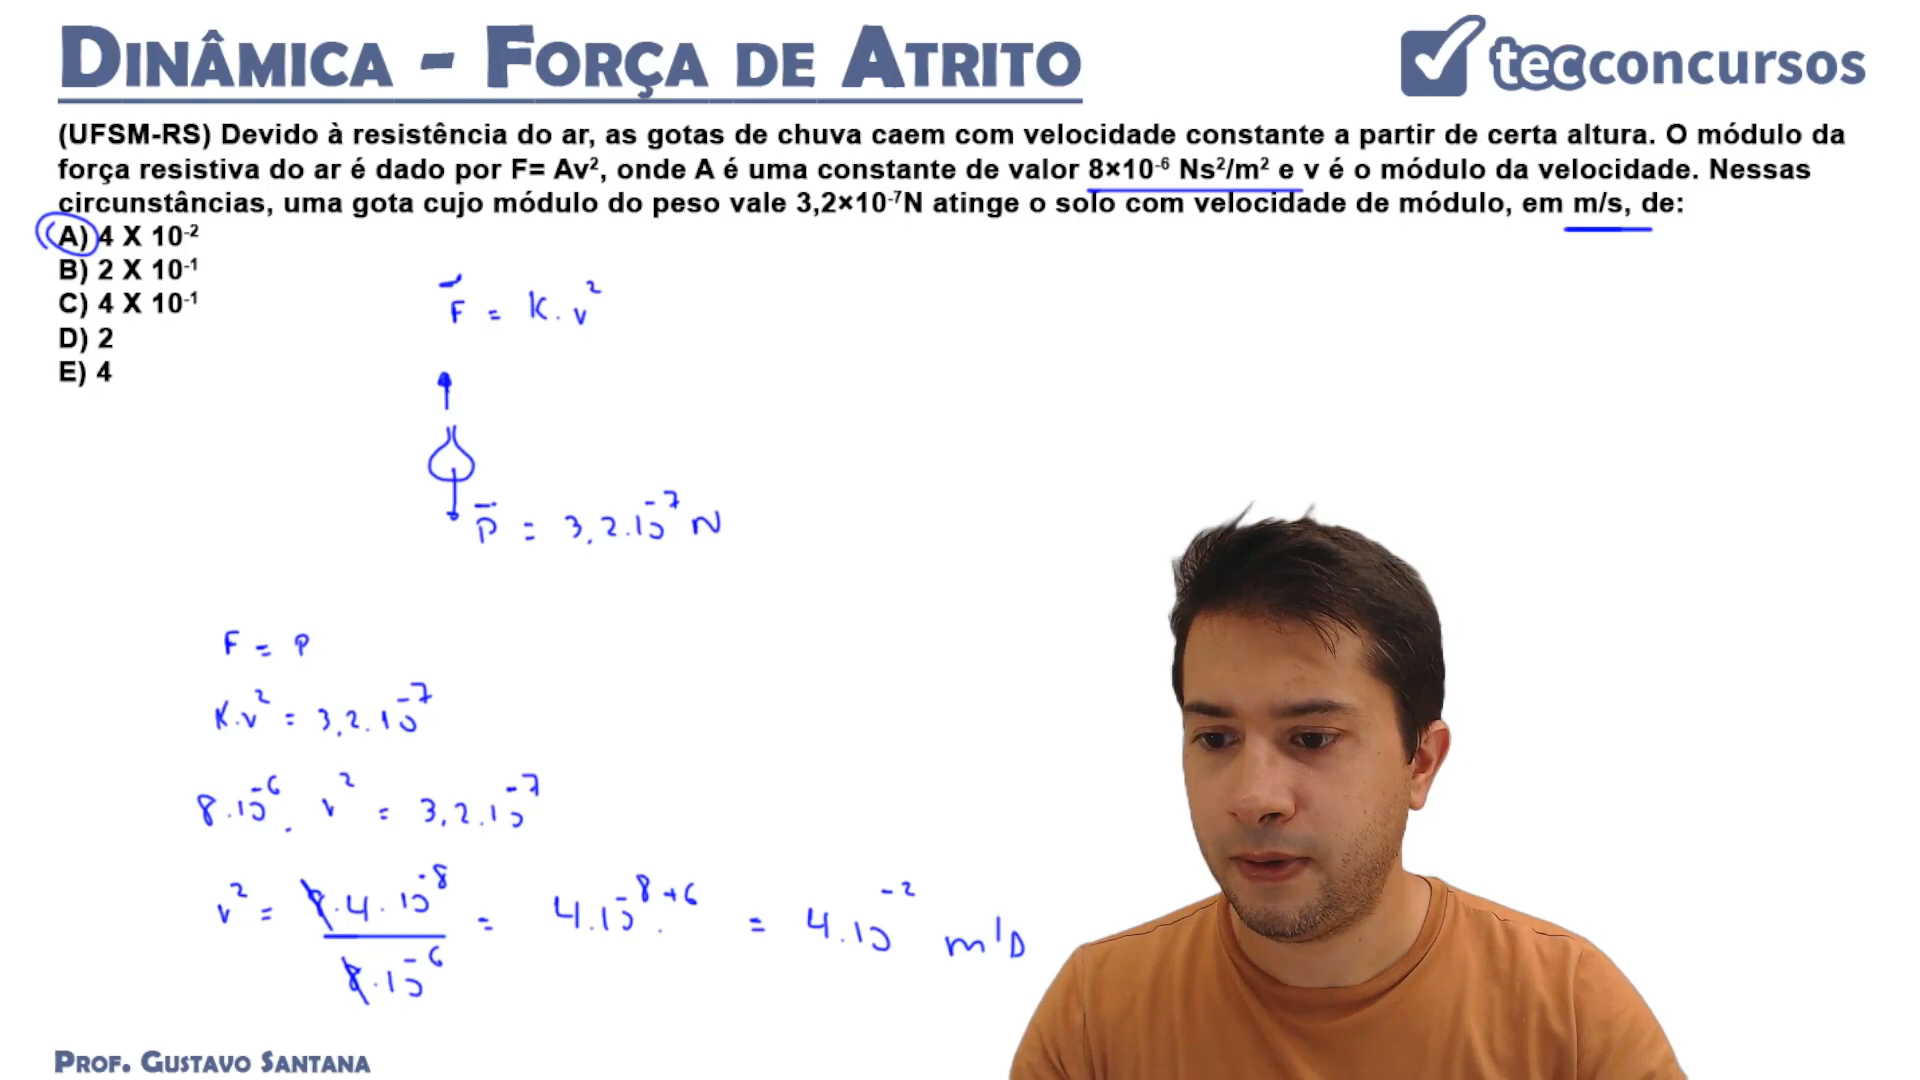 DINÂMICA - FORÇA DE ATRITO
tecconcursos
(UFSM-RS) Devido à resistência do ar, as gotas de chuva caem com velocidade constante a partir de certa altura. O módulo da
força resistiva do ar é dado por F= Av², onde A é uma constante de valor 8×10⁻⁶ Ns²/m² e v é o módulo da velocidade. Nessas
circunstâncias, uma gota cujo módulo do peso vale 3,2×10⁻⁷N atinge o solo com velocidade de módulo, em m/s, de:
A) 4 X 10⁻²
B) 2 X 10⁻¹
C) 4 X 10⁻¹
D) 2
E) 4
F = K.v²
P = 3,2.10⁻⁷ N
F = P
K.v² = 3,2.10⁻⁷
8.10⁻⁶ . v² = 3,2.10⁻⁷
v² = 8.4.10⁻⁸ / 8.10⁻⁶ = 4.10⁻⁸⁺⁶ = 4.10⁻² m/s
PROF. GUSTAVO SANTANA